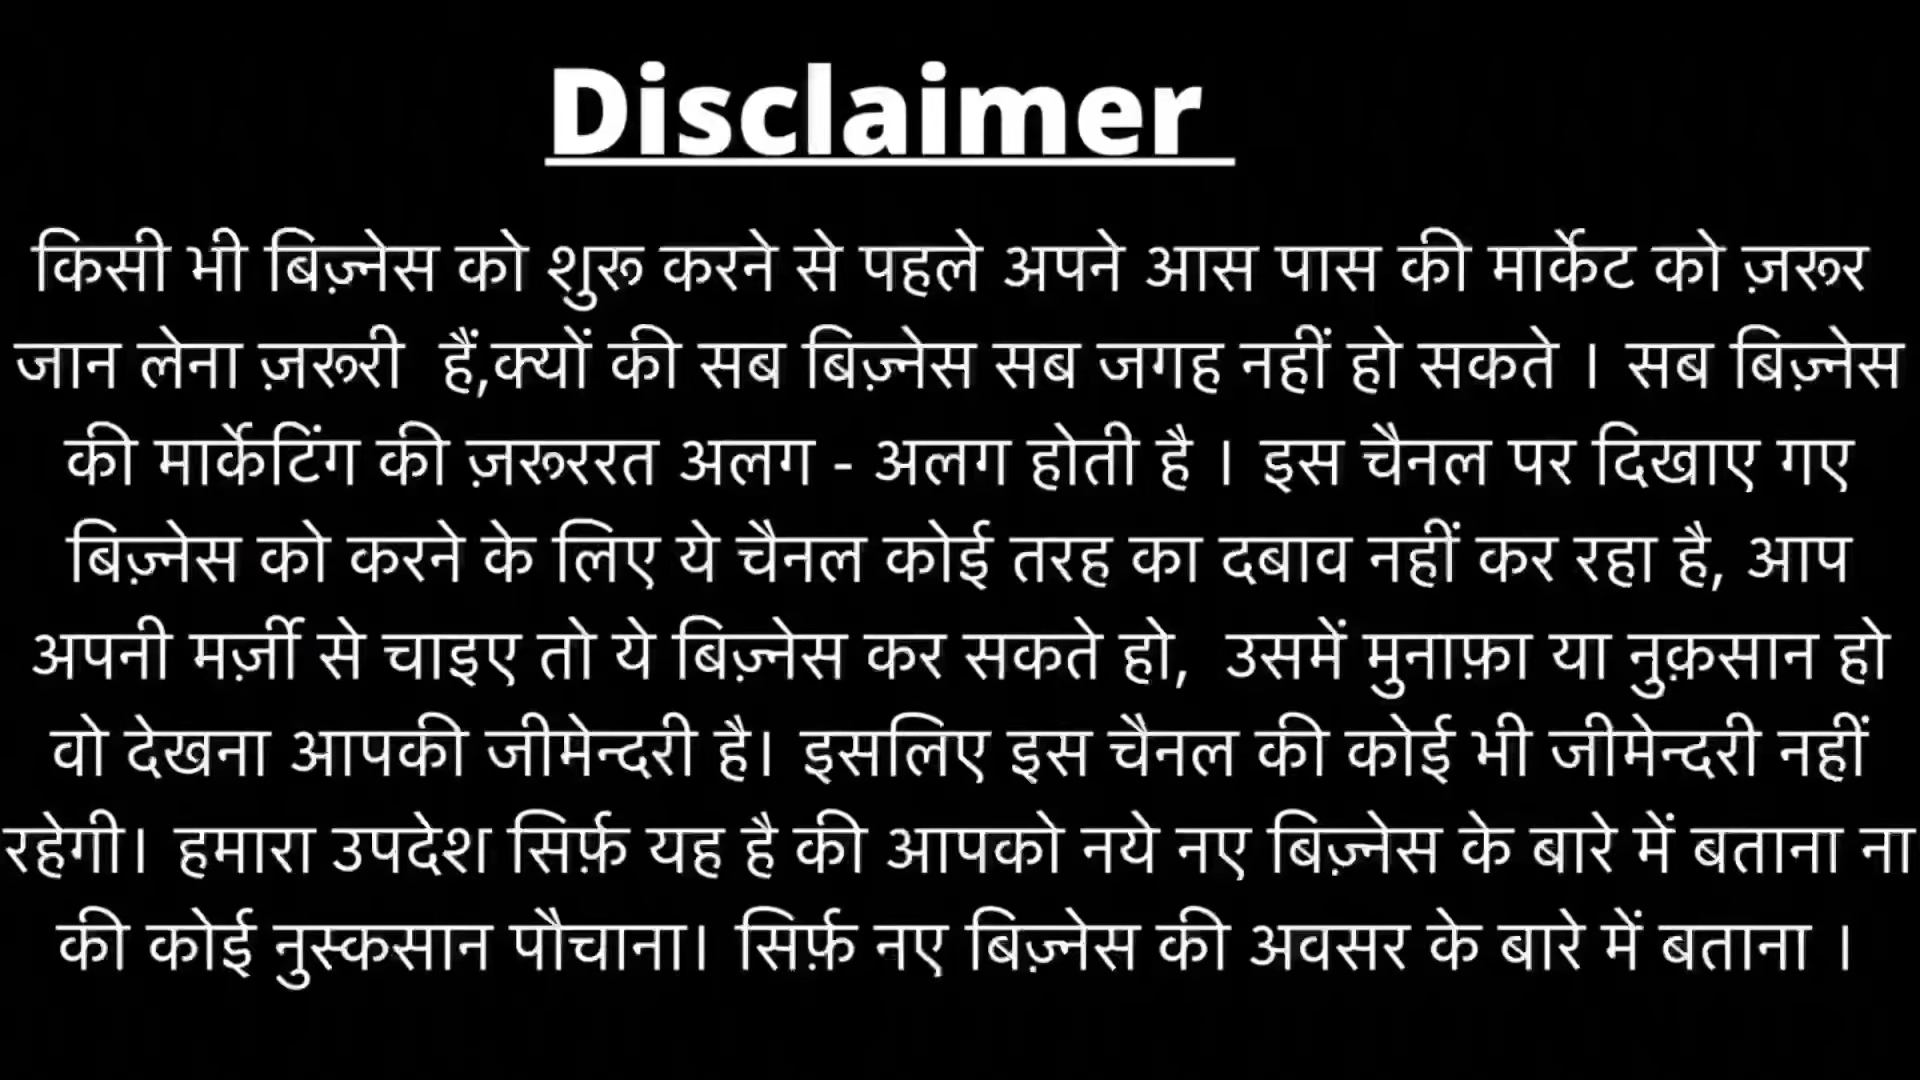 Disclaimer
किसी भी बिज़्नेस को शुरू करने से पहले अपने आस पास की मार्केट को ज़रूर
जान लेना ज़रूरी हैं,क्यों की सब बिज़्नेस सब जगह नहीं हो सकते । सब बिज़्नेस
की मार्केटिंग की ज़रूररत अलग - अलग होती है । इस चैनल पर दिखाए गए
बिज़्नेस को करने के लिए ये चैनल कोई तरह का दबाव नहीं कर रहा है, आप
अपनी मर्ज़ी से चाइए तो ये बिज़्नेस कर सकते हो, उसमें मुनाफ़ा या नुक़सान हो
वो देखना आपकी जीमेन्दरी है। इसलिए इस चैनल की कोई भी जीमेन्दरी नहीं
रहेगी। हमारा उपदेश सिर्फ़ यह है की आपको नये नए बिज़्नेस के बारे में बताना ना
की कोई नुस्कसान पौचाना। सिर्फ़ नए बिज़्नेस की अवसर के बारे में बताना ।